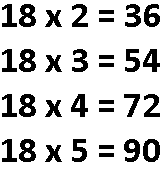 18 x 2 = 36
18 x 3 = 54
18 x 4 = 72
18 x 5 = 90